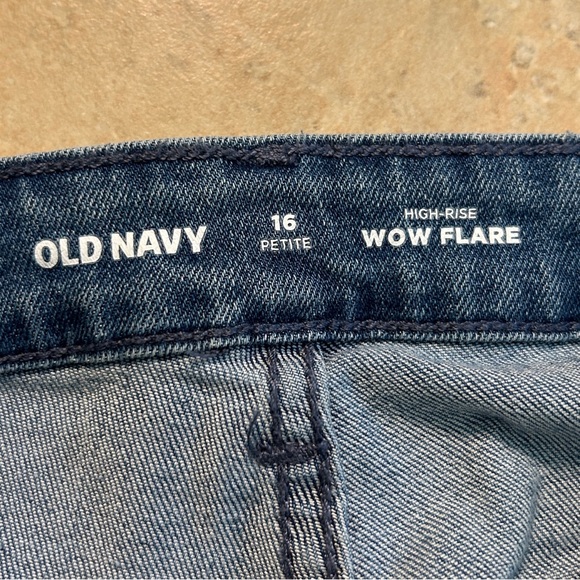 OLD NAVY
16
PETITE
HIGH-RISE
WOW FLARE